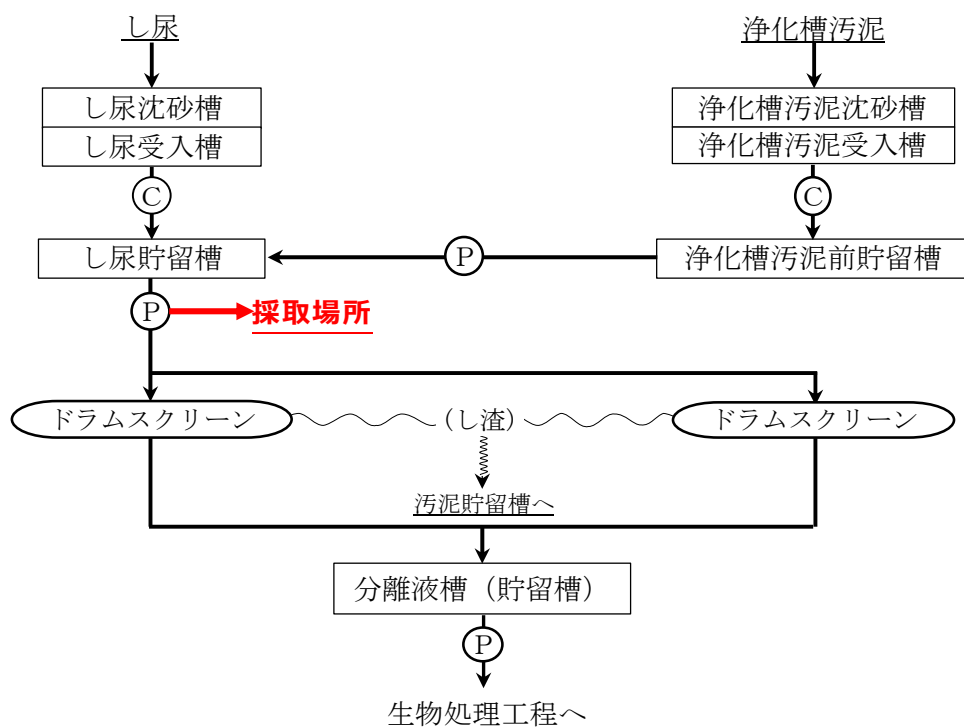 し尿
浄化槽汚泥
し尿沈砂槽
浄化槽汚泥沈砂槽
し尿受入槽
浄化槽汚泥受入槽
C
C
し尿貯留槽
P
浄化槽汚泥前貯留槽
P
採取場所
ドラムスクリーン
(し渣)
ドラムスクリーン
汚泥貯留槽へ
分離液槽（貯留槽）
P
生物処理工程へ